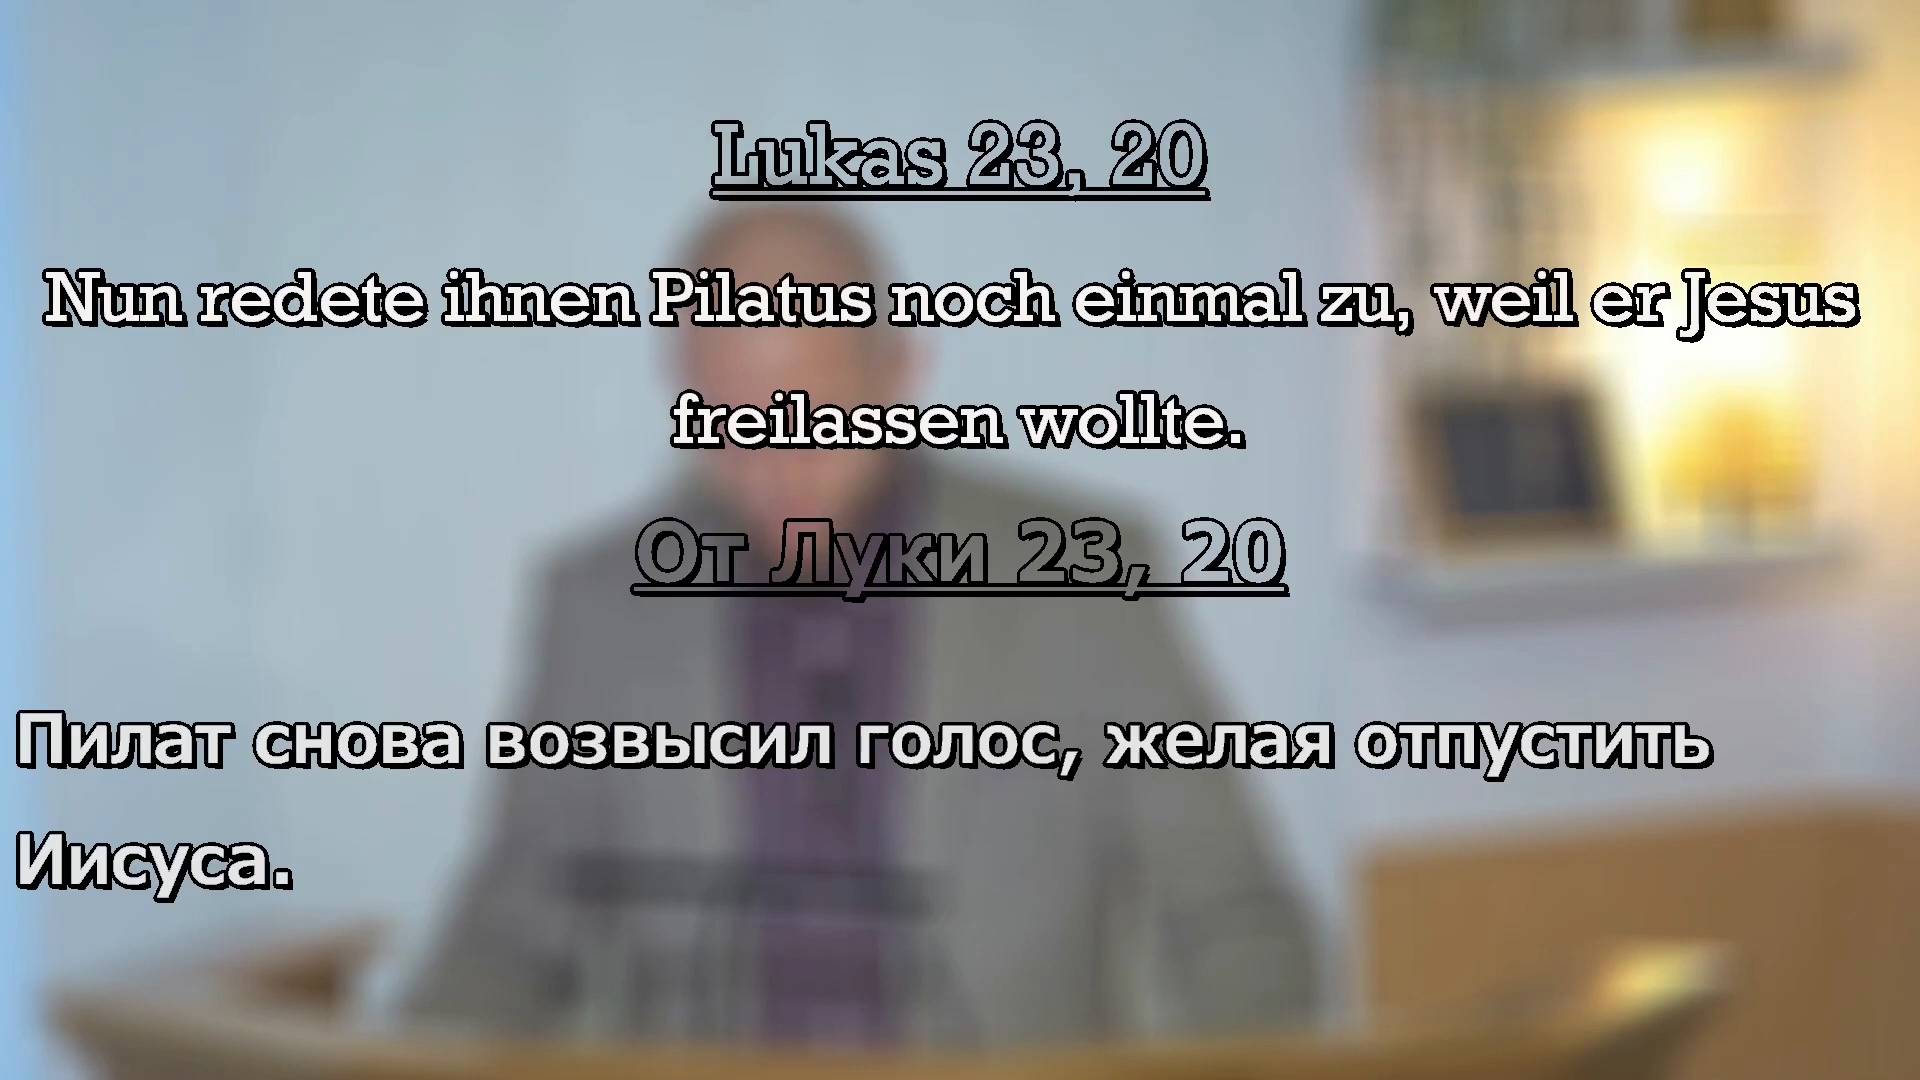 Lukas 23, 20
Nun redete ihnen Pilatus noch einmal zu, weil er Jesus
freilassen wollte.
От Луки 23, 20
Пилат снова возвысил голос, желая отпустить
Иисуса.